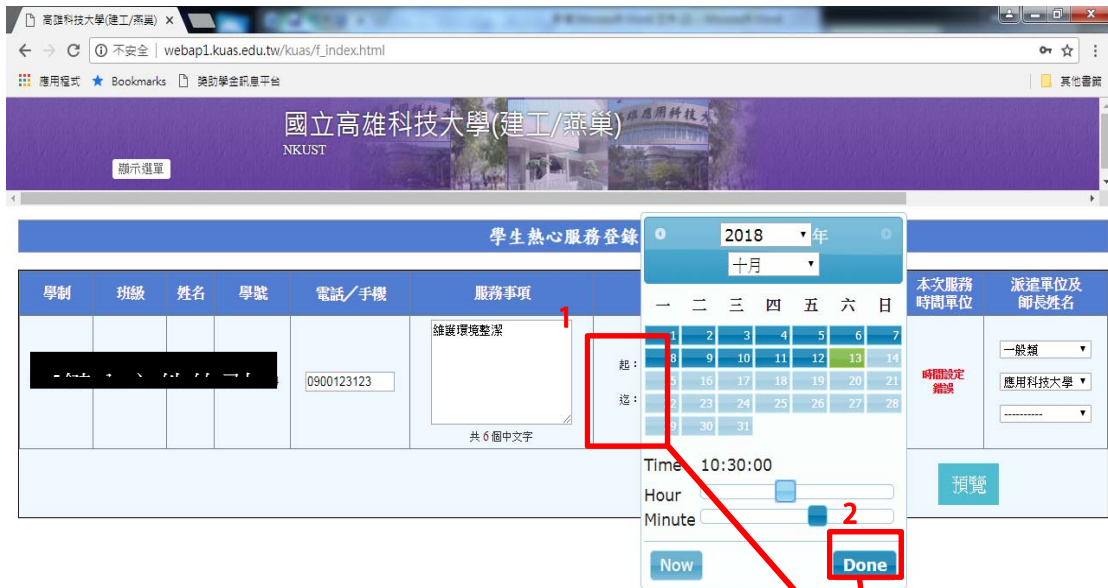 高雄科技大學(建工/燕巢) ×
不安全 | webap1.kuas.edu.tw/kuas/f_index.html
應用程式 Bookmarks 獎助學金訊息平台 其他書籤
國立高雄科技大學(建工/燕巢)
NKUST
顯示選單
學生熱心服務登錄
2018 年
十月
一 二 三 四 五 六 日
1 2 3 4 5 6 7
8 9 10 11 12 13 14
15 16 17 18 19 20 21
22 23 24 25 26 27 28
29 30 31
Time 10:30:00
Hour
Minute
Now Done
學制 班級 姓名 學號 電話/手機 服務事項 本次服務時間單位 派遣單位及師長姓名
0900123123
維護環境整潔
共 6 個中文字
1
起：
迄：
2
時間設定
錯誤
一般類
應用科技大學
----------
預覽